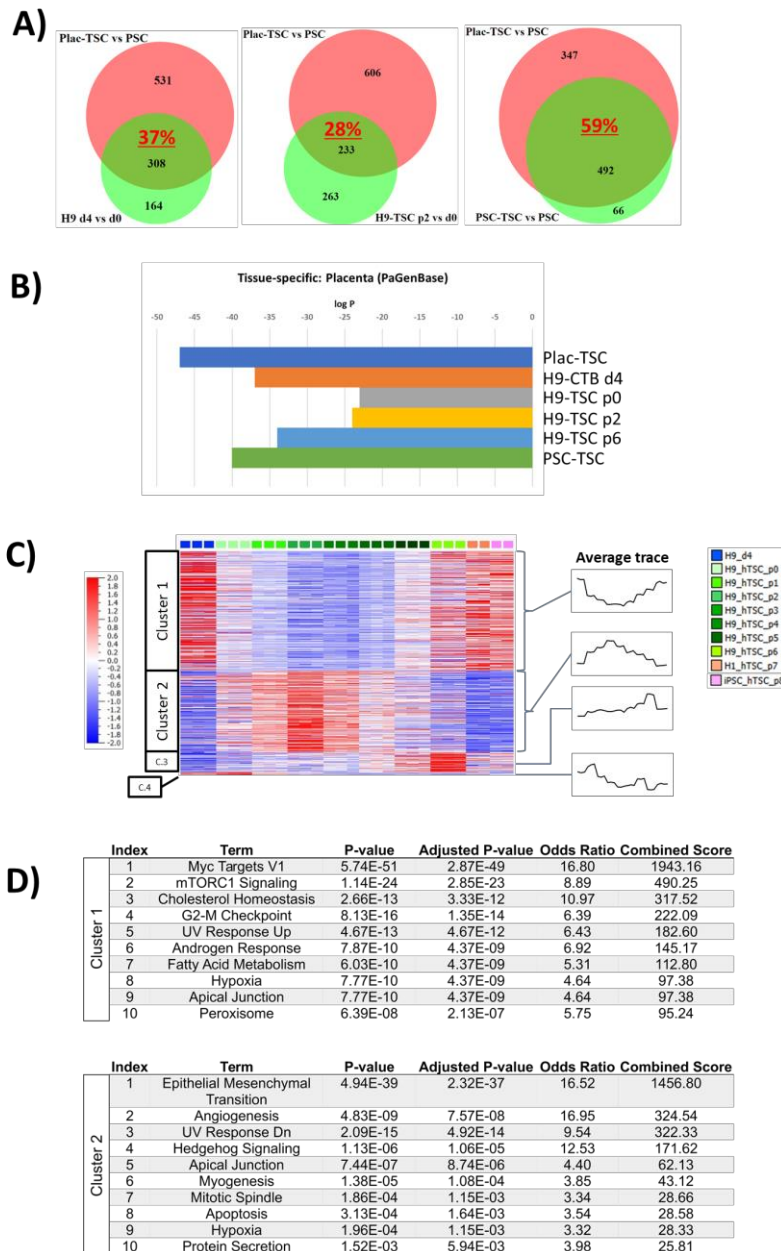 A)
Plac-TSC vs PSC
531
37%
308
164
H9 d4 vs d0
Plac-TSC vs PSC
606
28%
233
263
H9-TSC p2 vs d0
Plac-TSC vs PSC
347
59%
492
66
PSC-TSC vs PSC
B)
Tissue-specific: Placenta (PaGenBase)
log P
-50 -45 -40 -35 -30 -25 -20 -15 -10 -5 0
Plac-TSC
H9-CTB d4
H9-TSC p0
H9-TSC p2
H9-TSC p6
PSC-TSC
C)
2.0
1.8
1.6
1.4
1.2
1.0
0.8
0.6
0.4
0.2
0.0
-0.2
-0.4
-0.6
-0.8
-1.0
-1.2
-1.4
-1.6
-1.8
-2.0
Cluster 1
Cluster 2
C.3
C.4
Average trace
H9_d4
H9_hTSC_p0
H9_hTSC_p1
H9_hTSC_p2
H9_hTSC_p3
H9_hTSC_p4
H9_hTSC_p5
H9_hTSC_p6
H1_hTSC_p7
iPSC_hTSC_p8
D)
Cluster 1
Index Term P-value Adjusted P-value Odds Ratio Combined Score
1 Myc Targets V1 5.74E-51 2.87E-49 16.80 1943.16
2 mTORC1 Signaling 1.14E-24 2.85E-23 8.89 490.25
3 Cholesterol Homeostasis 2.66E-13 3.33E-12 10.97 317.52
4 G2-M Checkpoint 8.13E-16 1.35E-14 6.39 222.09
5 UV Response Up 4.67E-13 4.67E-12 6.43 182.60
6 Androgen Response 7.87E-10 4.37E-09 6.92 145.17
7 Fatty Acid Metabolism 6.03E-10 4.37E-09 5.31 112.80
8 Hypoxia 7.77E-10 4.37E-09 4.64 97.38
9 Apical Junction 7.77E-10 4.37E-09 4.64 97.38
10 Peroxisome 6.39E-08 2.13E-07 5.75 95.24
Cluster 2
Index Term P-value Adjusted P-value Odds Ratio Combined Score
1 Epithelial Mesenchymal 4.94E-39 2.32E-37 16.52 1456.80
Transition
2 Angiogenesis 4.83E-09 7.57E-08 16.95 324.54
3 UV Response Dn 2.09E-15 4.92E-14 9.54 322.33
4 Hedgehog Signaling 1.13E-06 1.06E-05 12.53 171.62
5 Apical Junction 7.44E-07 8.74E-06 4.40 62.13
6 Myogenesis 1.38E-05 1.08E-04 3.85 43.12
7 Mitotic Spindle 1.86E-04 1.15E-03 3.34 28.66
8 Apoptosis 3.13E-04 1.64E-03 3.54 28.58
9 Hypoxia 1.96E-04 1.15E-03 3.32 28.33
10 Protein Secretion 1.52E-03 5.94E-03 3.98 25.81